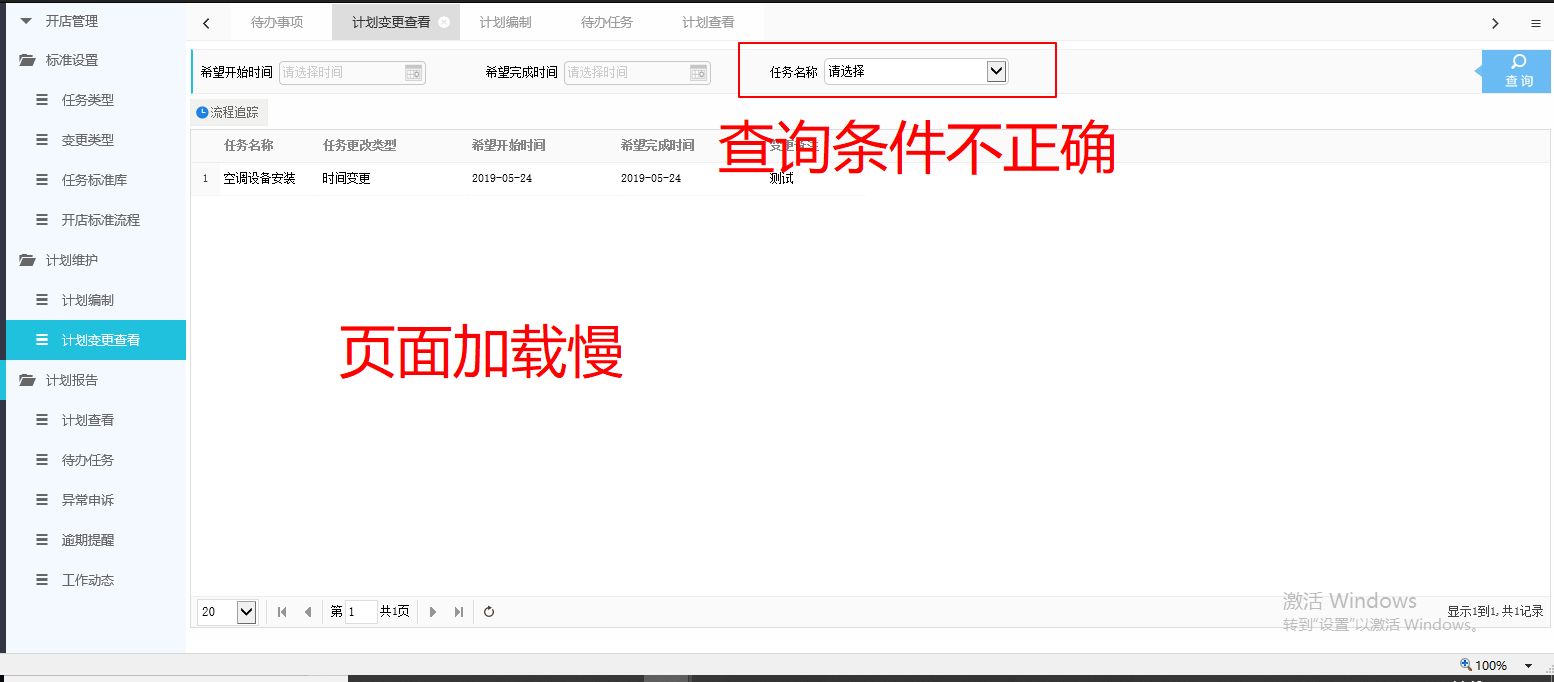 开店管理
标准设置
任务类型
变更类型
任务标准库
开店标准流程
计划维护
计划编制
计划变更查看
计划报告
计划查看
待办任务
异常申诉
逾期提醒
工作动态
待办事项 计划变更查看 计划编制 待办任务 计划查看
希望开始时间 请选择时间 希望完成时间 请选择时间 任务名称 请选择 查询
流程追踪
任务名称 任务更改类型 希望开始时间 希望完成时间
1 空调设备安装 时间变更 2019-05-24 2019-05-24 测试
查询条件不正确
页面加载慢
20 第 1 共1页 显示1到1,共1记录
激活 Windows
转到"设置"以激活 Windows。
100%